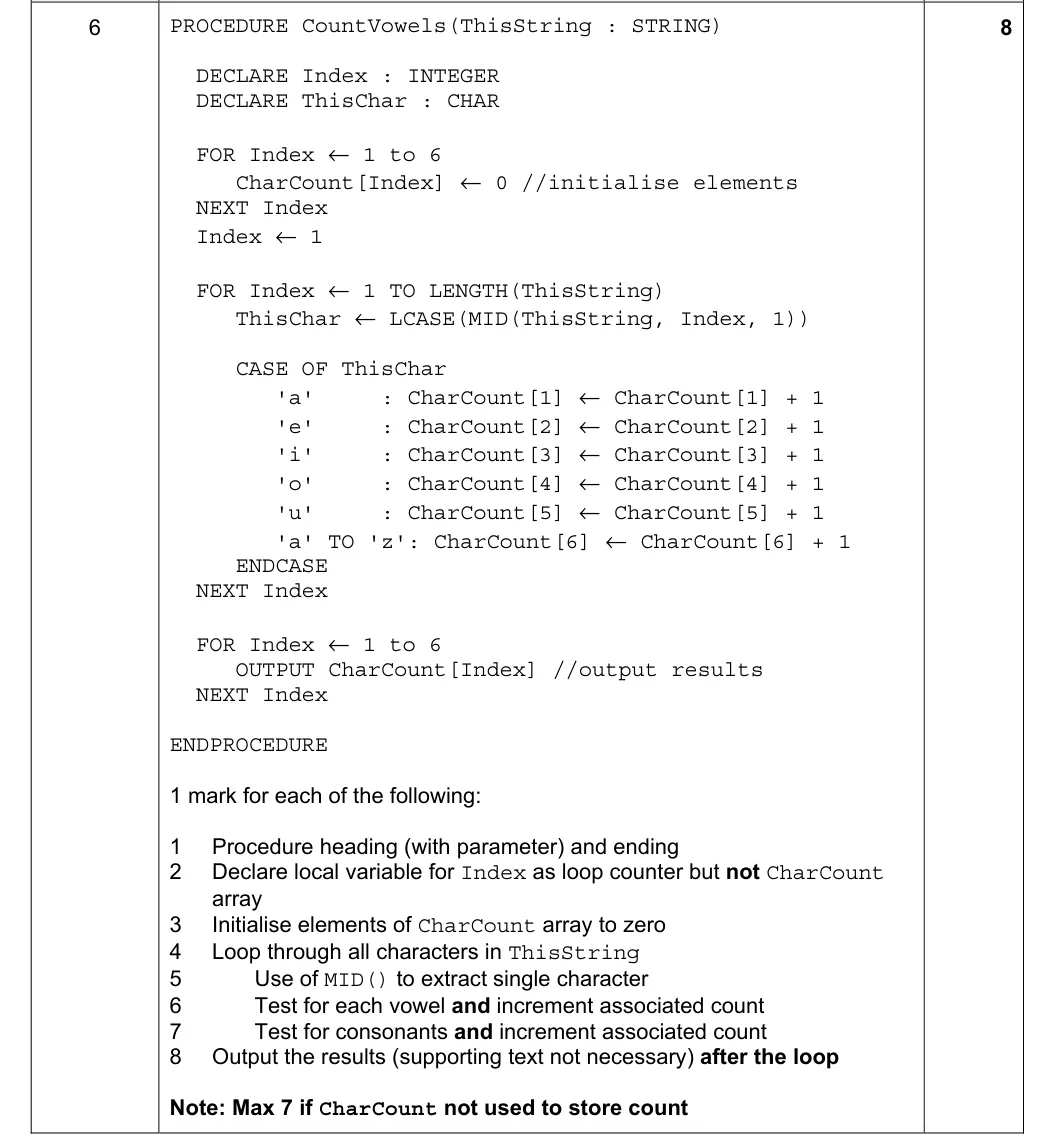 6 PROCEDURE CountVowels(ThisString : STRING) 8
DECLARE Index : INTEGER
DECLARE ThisChar : CHAR
FOR Index ← 1 to 6
CharCount[Index] ← 0 //initialise elements
NEXT Index
Index ← 1
FOR Index ← 1 TO LENGTH(ThisString)
ThisChar ← LCASE(MID(ThisString, Index, 1))
CASE OF ThisChar
'a' : CharCount[1] ← CharCount[1] + 1
'e' : CharCount[2] ← CharCount[2] + 1
'i' : CharCount[3] ← CharCount[3] + 1
'o' : CharCount[4] ← CharCount[4] + 1
'u' : CharCount[5] ← CharCount[5] + 1
'a' TO 'z': CharCount[6] ← CharCount[6] + 1
ENDCASE
NEXT Index
FOR Index ← 1 to 6
OUTPUT CharCount[Index] //output results
NEXT Index
ENDPROCEDURE
1 mark for each of the following:
1 Procedure heading (with parameter) and ending
2 Declare local variable for Index as loop counter but not CharCount
array
3 Initialise elements of CharCount array to zero
4 Loop through all characters in ThisString
5 Use of MID() to extract single character
6 Test for each vowel and increment associated count
7 Test for consonants and increment associated count
8 Output the results (supporting text not necessary) after the loop
Note: Max 7 if CharCount not used to store count